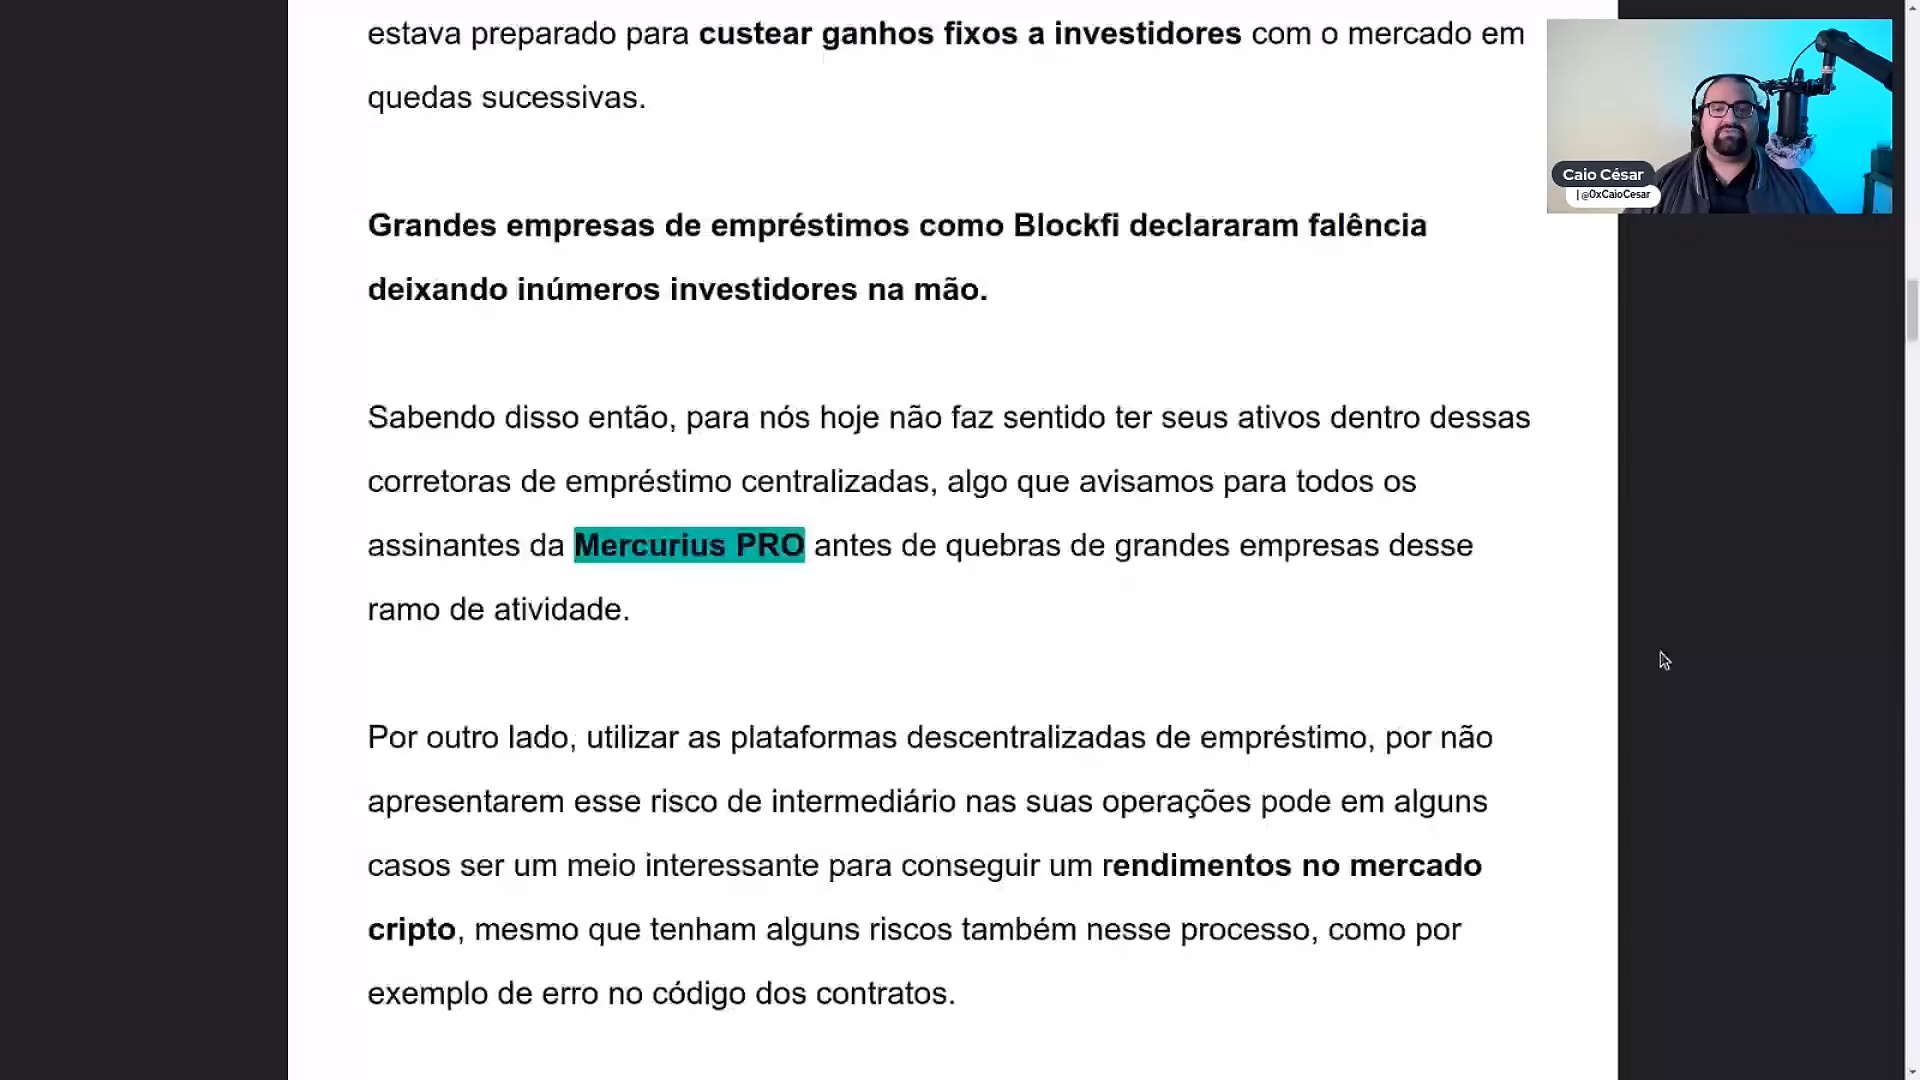 estava preparado para custear ganhos fixos a investidores com o mercado em
quedas sucessivas.
Grandes empresas de empréstimos como Blockfi declararam falência
deixando inúmeros investidores na mão.
Sabendo disso então, para nós hoje não faz sentido ter seus ativos dentro dessas
corretoras de empréstimo centralizadas, algo que avisamos para todos os
assinantes da Mercurius PRO antes de quebras de grandes empresas desse
ramo de atividade.
Por outro lado, utilizar as plataformas descentralizadas de empréstimo, por não
apresentarem esse risco de intermediário nas suas operações pode em alguns
casos ser um meio interessante para conseguir um rendimentos no mercado
cripto, mesmo que tenham alguns riscos também nesse processo, como por
exemplo de erro no código dos contratos.
Caio César
| @0xCaioCesar